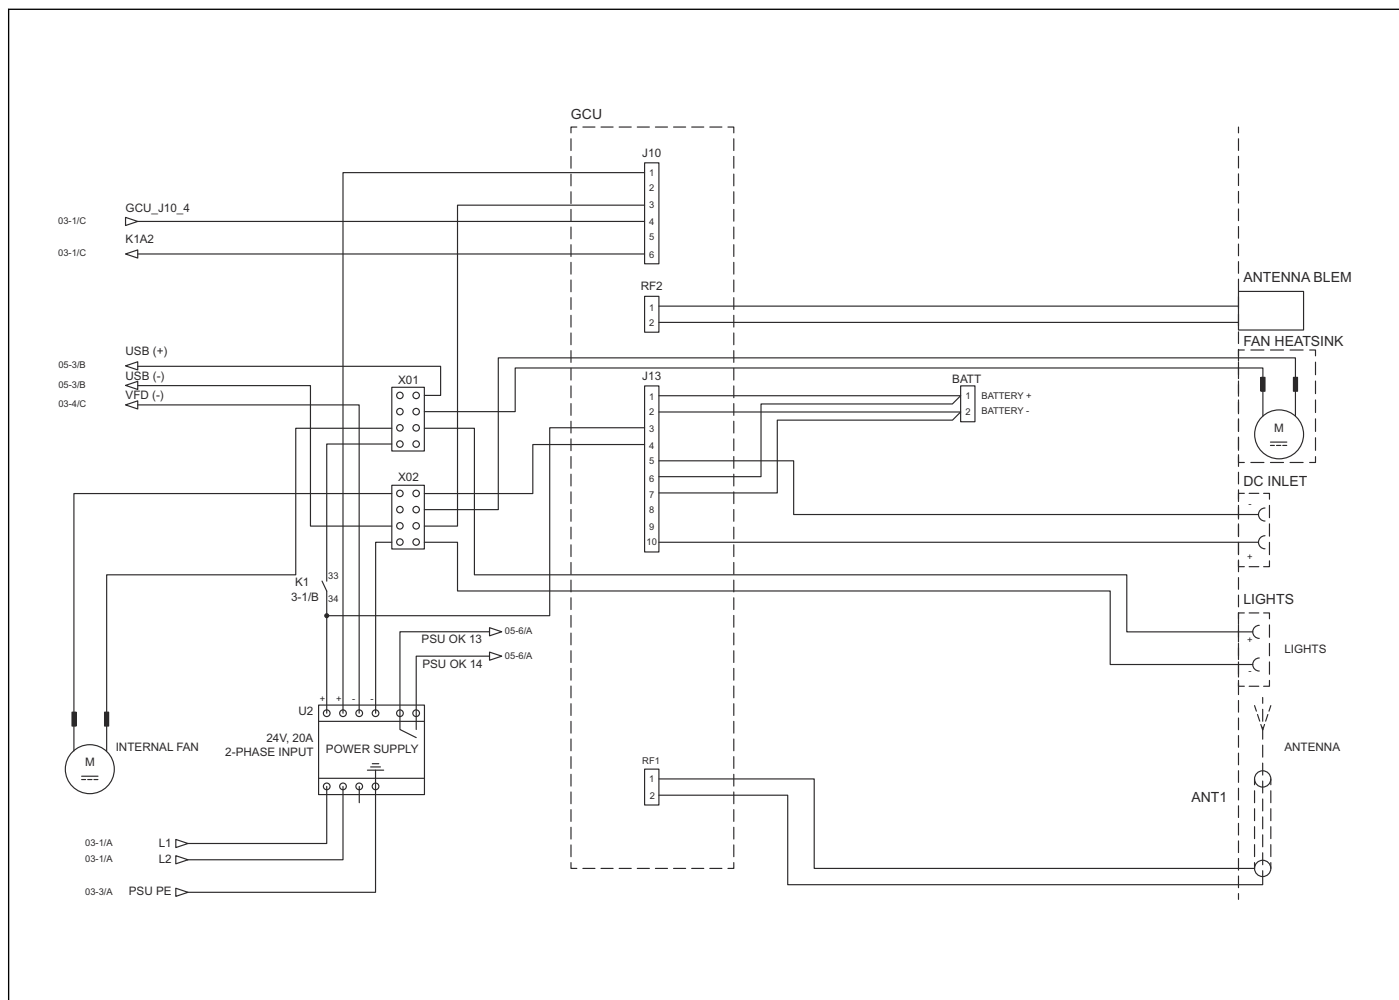 GCU
J10
1
2
3
4
5
6
GCU_J10_4
03-1/C
K1A2
03-1/C
RF2
1
2
ANTENNA BLEM
FAN HEATSINK
M
USB (+)
05-3/B
USB (-)
05-3/B
VFD (-)
03-4/C
X01
X02
J13
1
2
3
4
5
6
7
8
9
10
BATT
1 BATTERY +
2 BATTERY -
DC INLET
-
+
K1
3-1/B
33
34
LIGHTS
+
-
LIGHTS
PSU OK 13
05-6/A
PSU OK 14
05-6/A
+ + - -
U2
24V, 20A
2-PHASE INPUT
POWER SUPPLY
INTERNAL FAN
M
RF1
1
2
ANTENNA
ANT1
03-1/A L1
03-1/A L2
03-3/A PSU PE